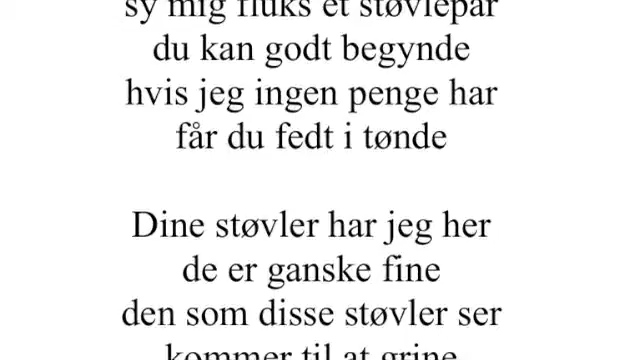 sy mig fluks et støvlepar
du kan godt begynde
hvis jeg ingen penge har
får du fedt i tønde

Dine støvler har jeg her
de er ganske fine
den som disse støvler ser
kommer til at grine